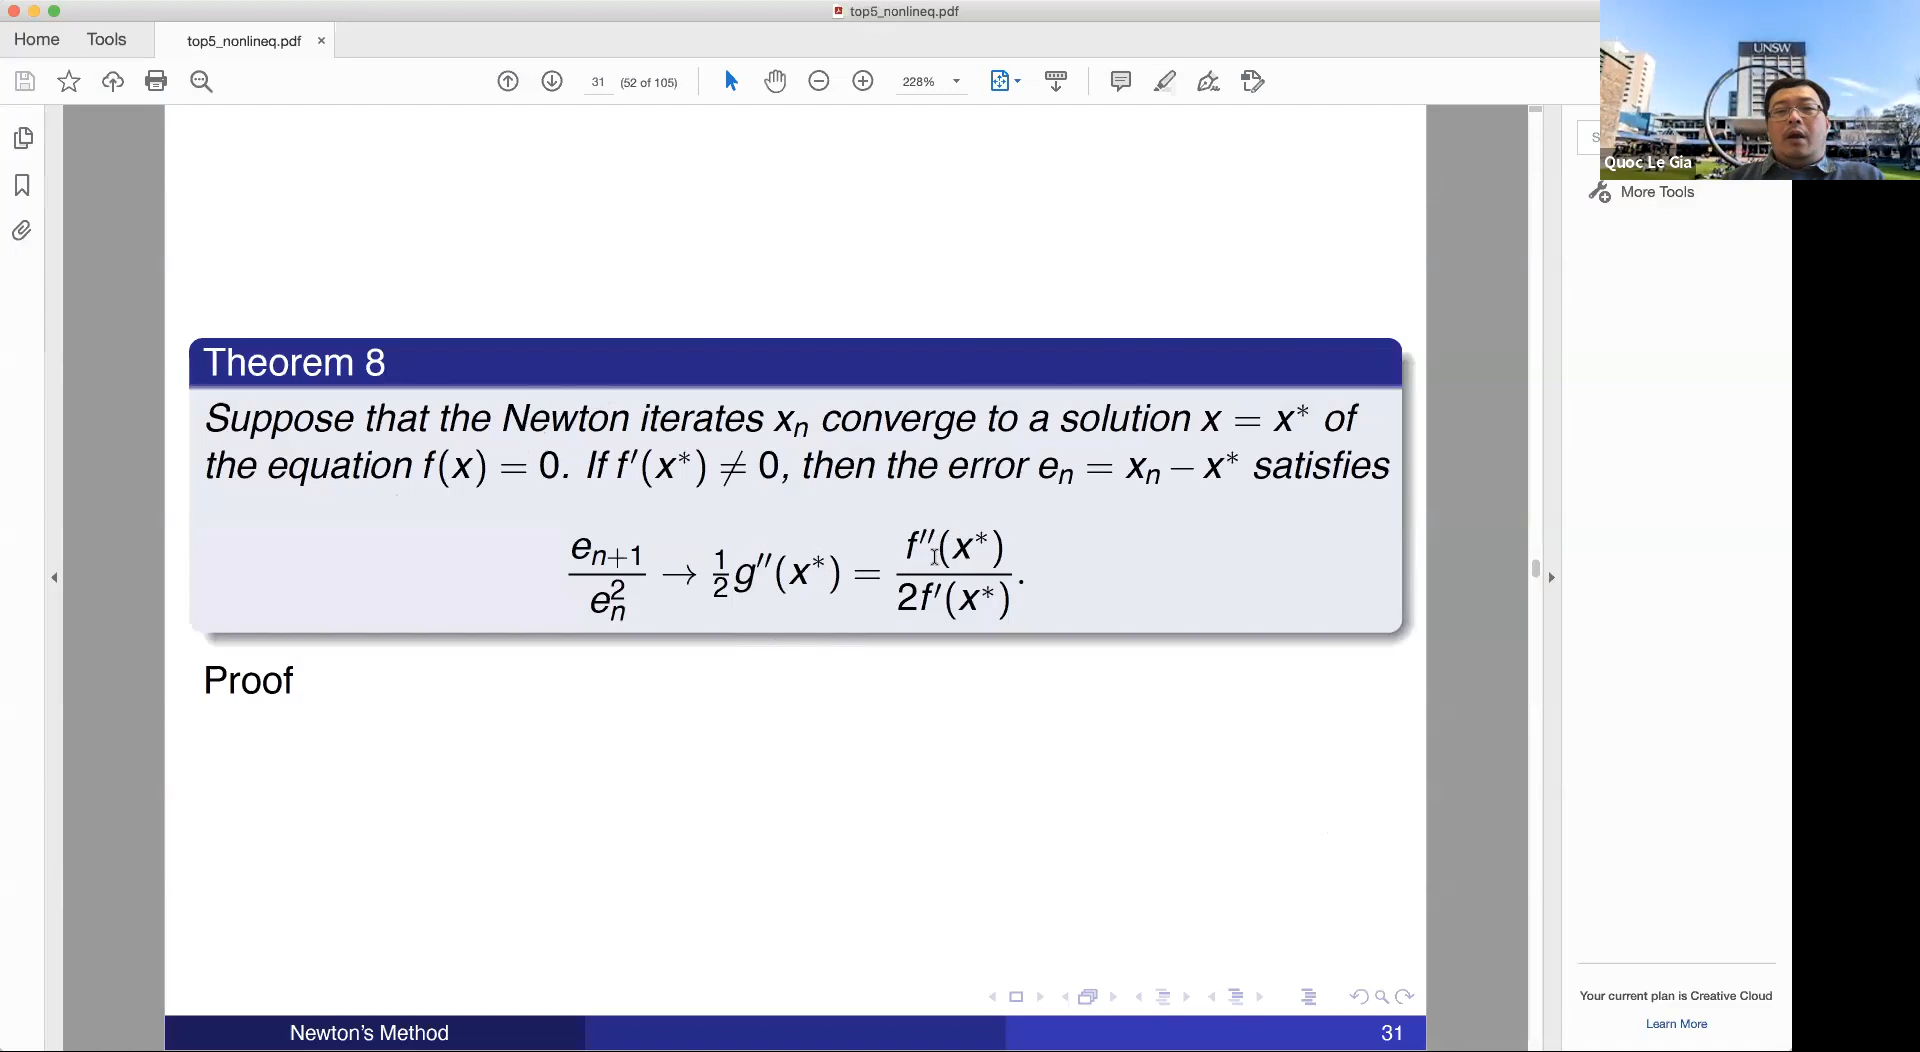 top5_nonlineq.pdf
Home Tools top5_nonlineq.pdf ×
31 (52 of 105) 228%
UNSW
Quoc Le Gia
S
More Tools
Theorem 8
Suppose that the Newton iterates xₙ converge to a solution x = x* of
the equation f(x) = 0. If f′(x*) ≠ 0, then the error eₙ = xₙ − x* satisfies
eₙ₊₁/eₙ² → ½g″(x*) = f″(x*)/2f′(x*).
Proof
Your current plan is Creative Cloud
Learn More
Newton's Method 31